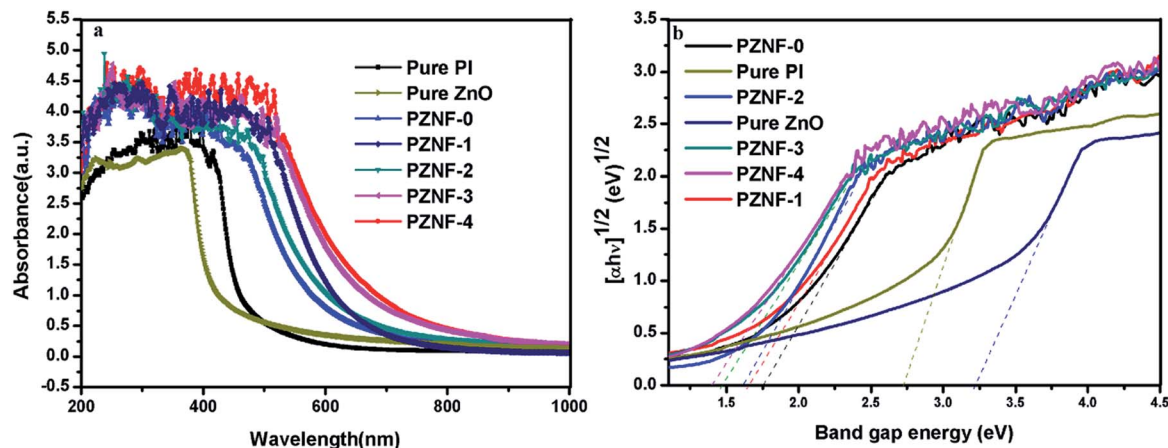 a
Absorbance(a.u.)
5.5
5.0
4.5
4.0
3.5
3.0
2.5
2.0
1.5
1.0
0.5
0.0
-0.5
Pure PI
Pure ZnO
PZNF-0
PZNF-1
PZNF-2
PZNF-3
PZNF-4
200 400 600 800 1000
Wavelength(nm)
b
[αhν]1/2 (eV)1/2
3.5
3.0
2.5
2.0
1.5
1.0
0.5
0.0
PZNF-0
Pure PI
PZNF-2
Pure ZnO
PZNF-3
PZNF-4
PZNF-1
1.5 2.0 2.5 3.0 3.5 4.0 4.5
Band gap energy (eV)